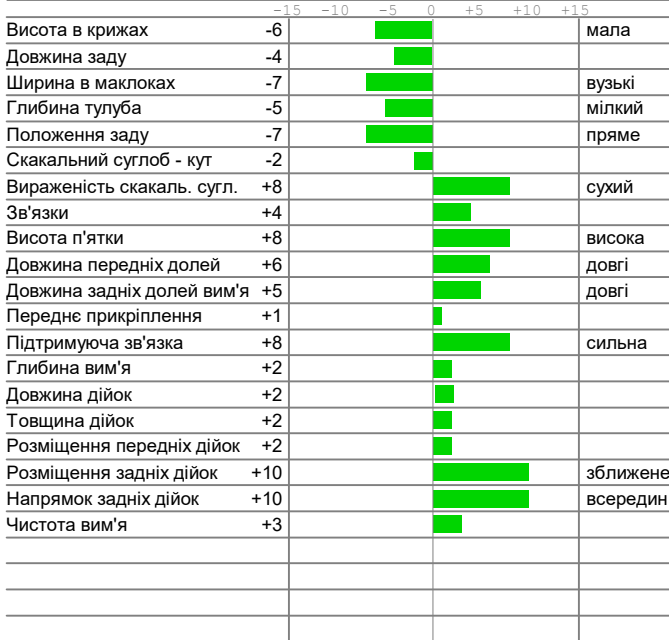 -15 -10 -5 0 +5 +10 +15
Висота в крижах -6 мала
Довжина заду -4
Ширина в маклоках -7 вузькі
Глибина тулуба -5 мілкий
Положення заду -7 пряме
Скакальний суглоб - кут -2
Вираженість скакаль. сугл. +8 сухий
Зв'язки +4
Висота п'ятки +8 висока
Довжина передніх долей +6 довгі
Довжина задніх долей вим'я +5 довгі
Переднє прикріплення +1
Підтримуюча зв'язка +8 сильна
Глибина вим'я +2
Довжина дійок +2
Товщина дійок +2
Розміщення передніх дійок +2
Розміщення задніх дійок +10 зближене
Напрямок задніх дійок +10 всередин
Чистота вим'я +3